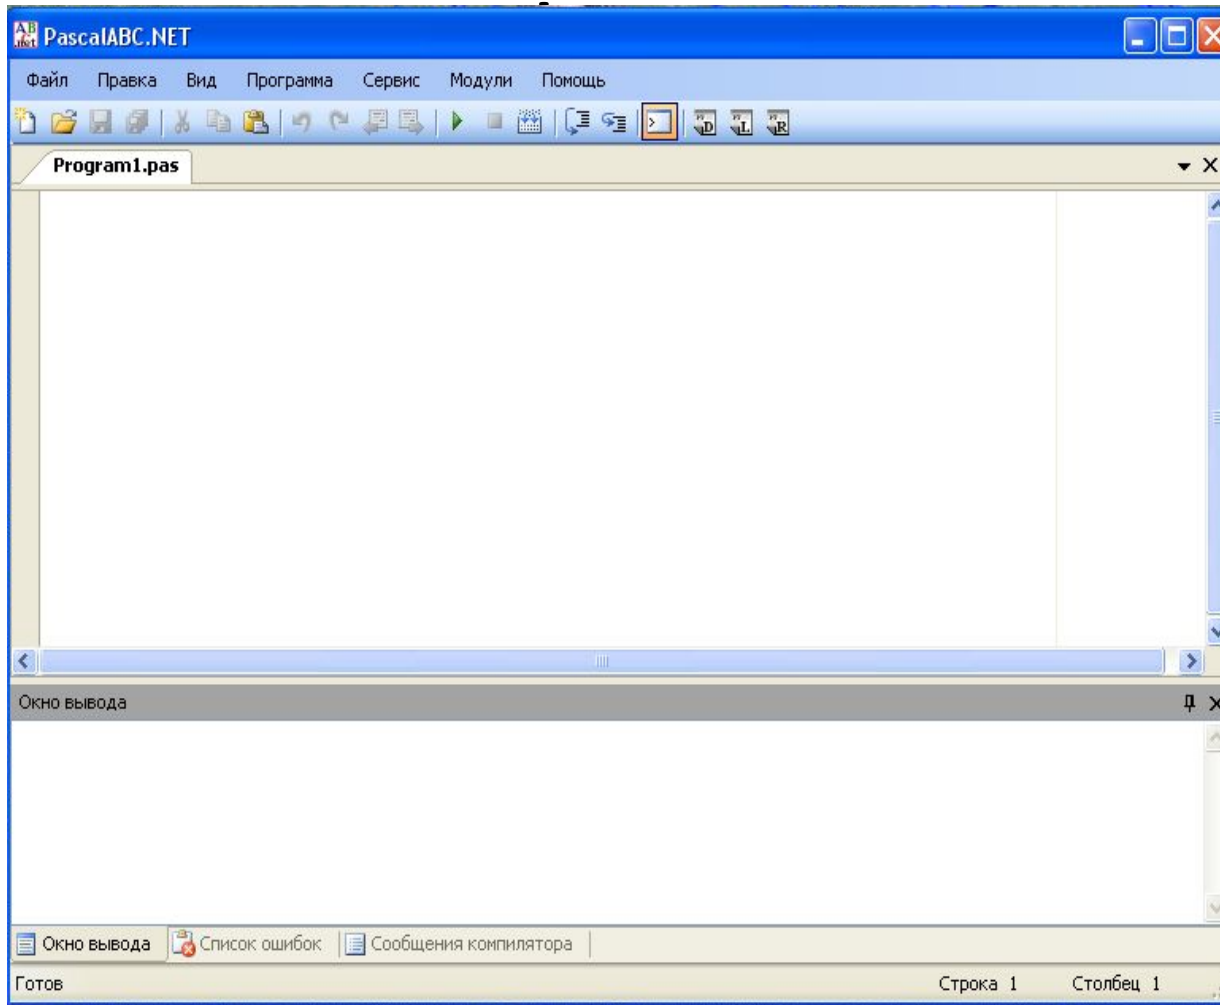 PascalABC.NET
Файл Правка Вид Программа Сервис Модули Помощь
Program1.pas
Окно вывода
Окно вывода Список ошибок Сообщения компилятора
Готов Строка 1 Столбец 1